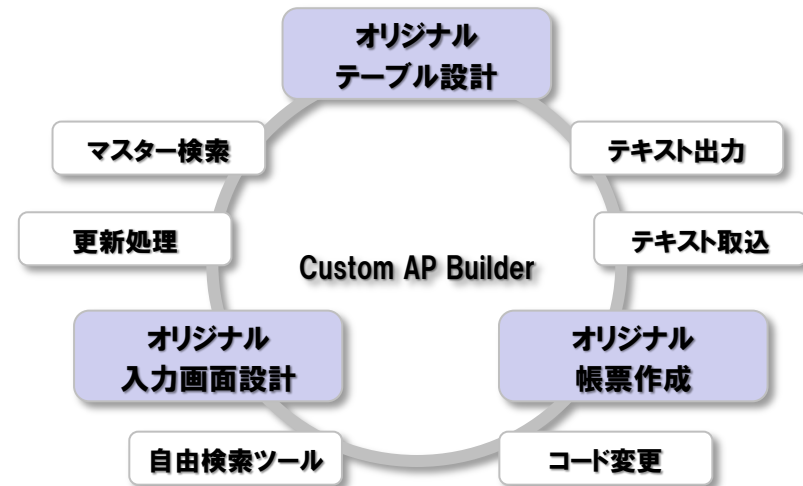 オリジナル
テーブル設計
マスター検索
テキスト出力
更新処理
テキスト取込
Custom AP Builder
オリジナル
入力画面設計
オリジナル
帳票作成
自由検索ツール
コード変更